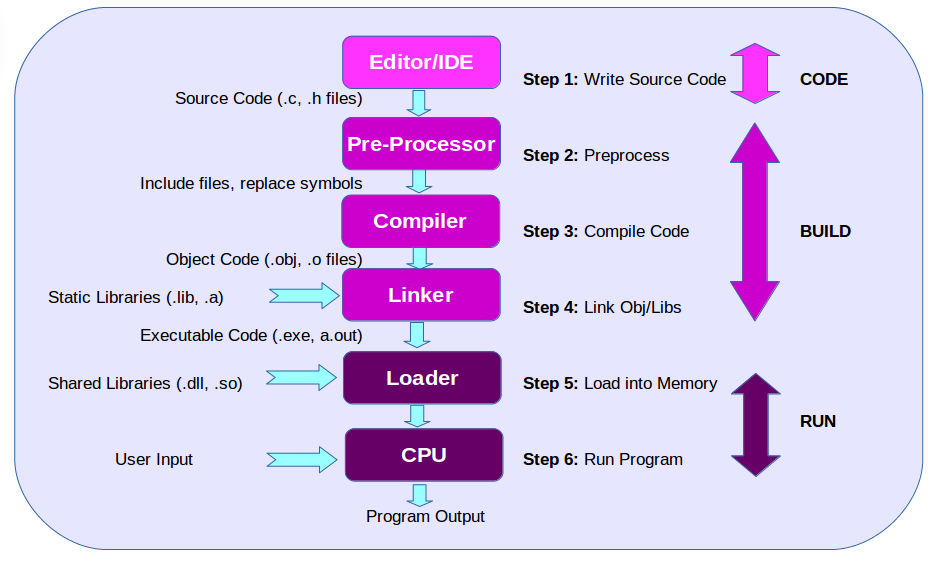 Editor/IDE
Step 1: Write Source Code
CODE
Source Code (.c, .h files)
Pre-Processor
Step 2: Preprocess
Include files, replace symbols
Compiler
Step 3: Compile Code
BUILD
Object Code (.obj, .o files)
Static Libraries (.lib, .a)
Linker
Step 4: Link Obj/Libs
Executable Code (.exe, a.out)
Shared Libraries (.dll, .so)
Loader
Step 5: Load into Memory
RUN
User Input
CPU
Step 6: Run Program
Program Output